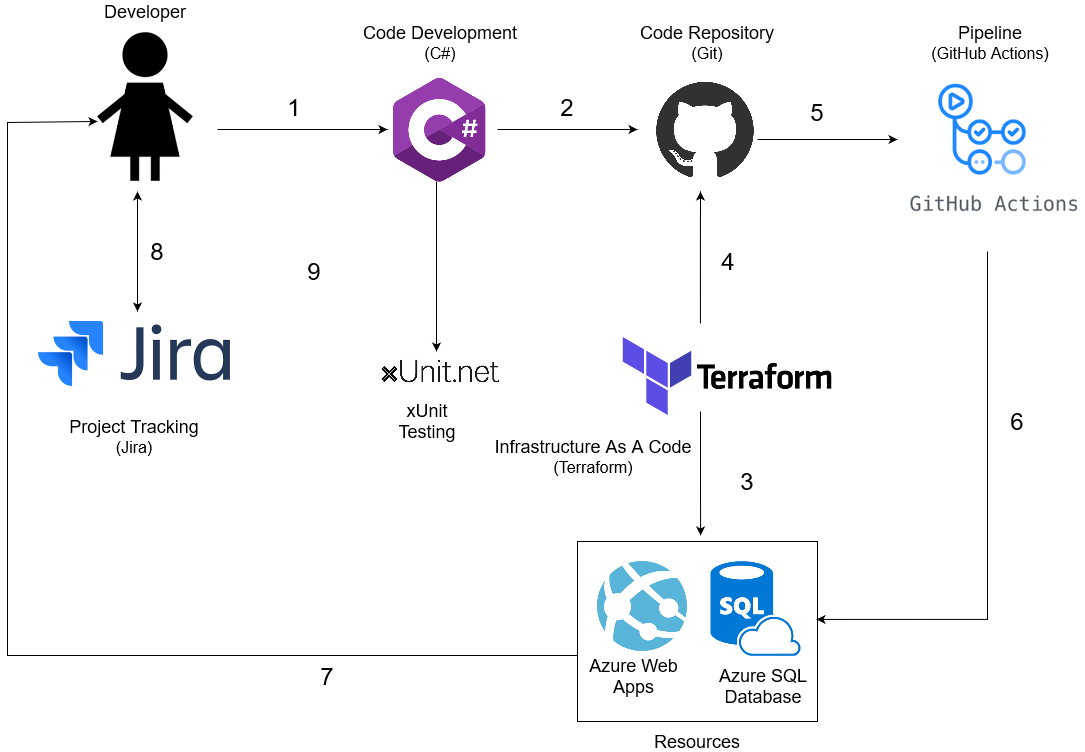 Developer
Code Development
(C#)
Code Repository
(Git)
Pipeline
(GitHub Actions)
1
C#
2
5
GitHub Actions
8
9
4
Jira
xUnit.net
Terraform
Project Tracking
(Jira)
xUnit
Testing
Infrastructure As A Code
(Terraform)
6
3
SQL
Azure Web
Apps
Azure SQL
Database
7
Resources